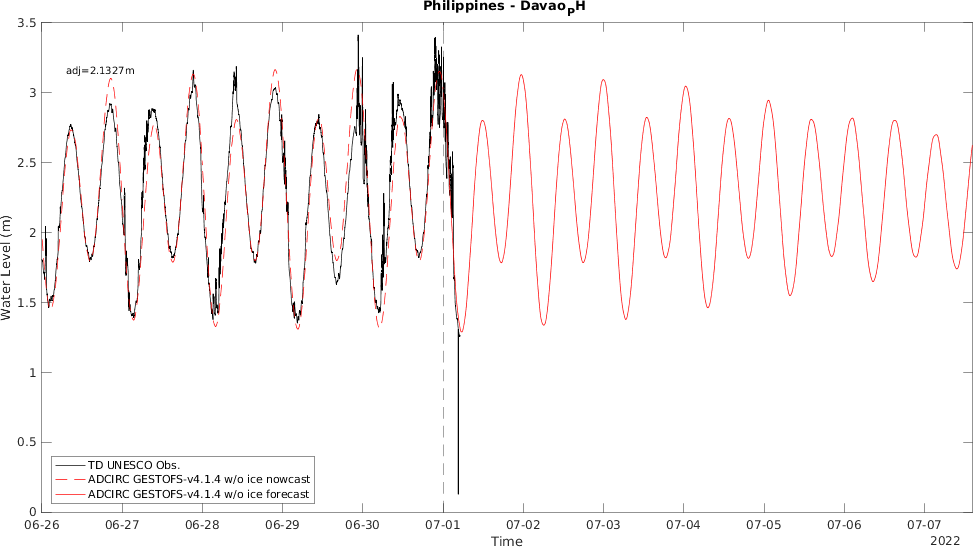 Philippines - DavaopH
3.5
adj=2.1327m
3
2.5
2
Water Level (m)
1.5
1
0.5
TD UNESCO Obs.
ADCIRC GESTOFS-v4.1.4 w/o ice nowcast
ADCIRC GESTOFS-v4.1.4 w/o ice forecast
0
06-26 06-27 06-28 06-29 06-30 07-01 07-02 07-03 07-04 07-05 07-06 07-07
Time
2022